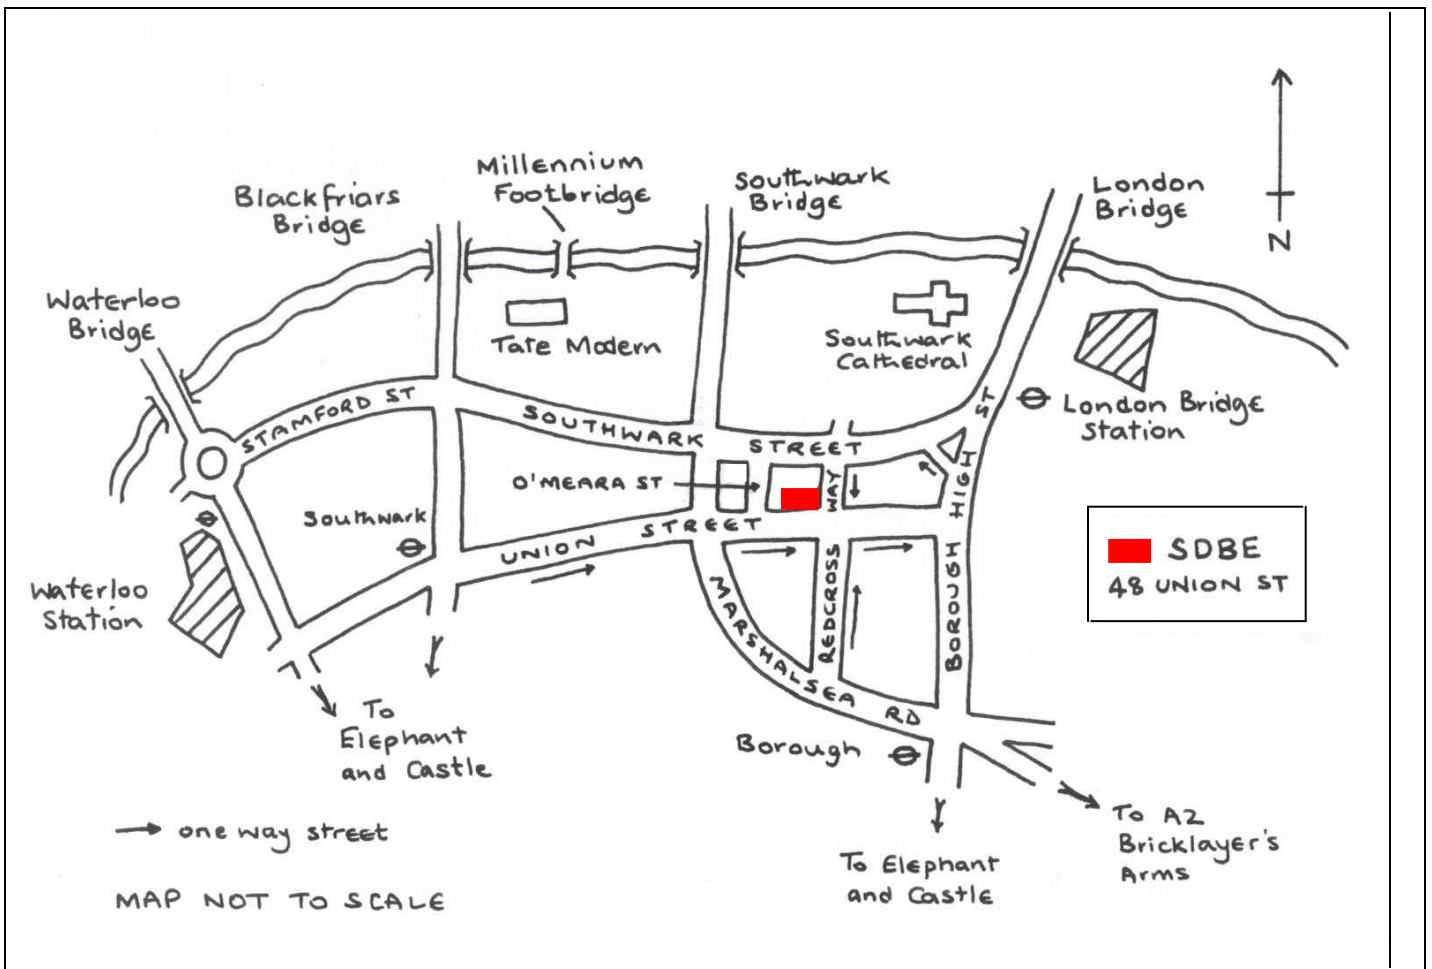 Millennium
Footbridge
Southwark
Bridge
London
Bridge
Blackfriars
Bridge
N
Waterloo
Bridge
Tate Modern
Southwark
Cathedral
London Bridge
Station
STAMFORD ST
SOUTHWARK STREET
O'MEARA ST
Southwark
UNION STREET
REDCROSS WAY
BOROUGH HIGH ST
MARSHALSEA RD
SDBE
48 UNION ST
Waterloo
Station
To
Elephant
and Castle
Borough
To A2
Bricklayer's
Arms
To Elephant
and Castle
one way street
MAP NOT TO SCALE